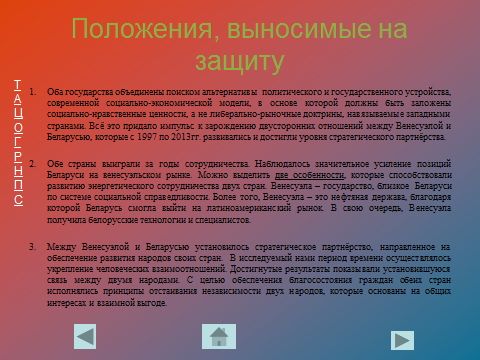 Положения, выносимые на
защиту
Т
А
Ц
О
Г
Р
Н
П
С
1. Оба государства объединены поиском альтернативы политического и государственного устройства,
современной социально-экономической модели, в основе которой должны быть заложены
социально-нравственные ценности, а не либерально-рыночные доктрины, навязываемые западными
странами. Всё это придало импульс к зарождению двусторонних отношений между Венесуэлой и
Беларусью, которые с 1997 по 2013гг. развивались и достигли уровня стратегического партнёрства.
2. Обе страны выиграли за годы сотрудничества. Наблюдалось значительное усиление позиций
Беларуси на венесуэльском рынке. Можно выделить две особенности, которые способствовали
развитию энергетического сотрудничества двух стран. Венесуэла – государство, близкое Беларуси
по системе социальной справедливости. Более того, Венесуэла – это нефтяная держава, благодаря
которой Беларусь смогла выйти на латиноамериканский рынок. В свою очередь, Венесуэла
получила белорусские технологии и специалистов.
3. Между Венесуэлой и Беларусью установилось стратегическое партнёрство, направленное на
обеспечение развития народов своих стран. В исследуемый нами период времени осуществлялось
укрепление человеческих взаимоотношений. Достигнутые результаты показывали установившуюся
связь между двумя народами. С целью обеспечения благосостояния граждан обеих стран
исполнялись принципы отстаивания независимости двух народов, которые основаны на общих
интересах и взаимной выгоде.